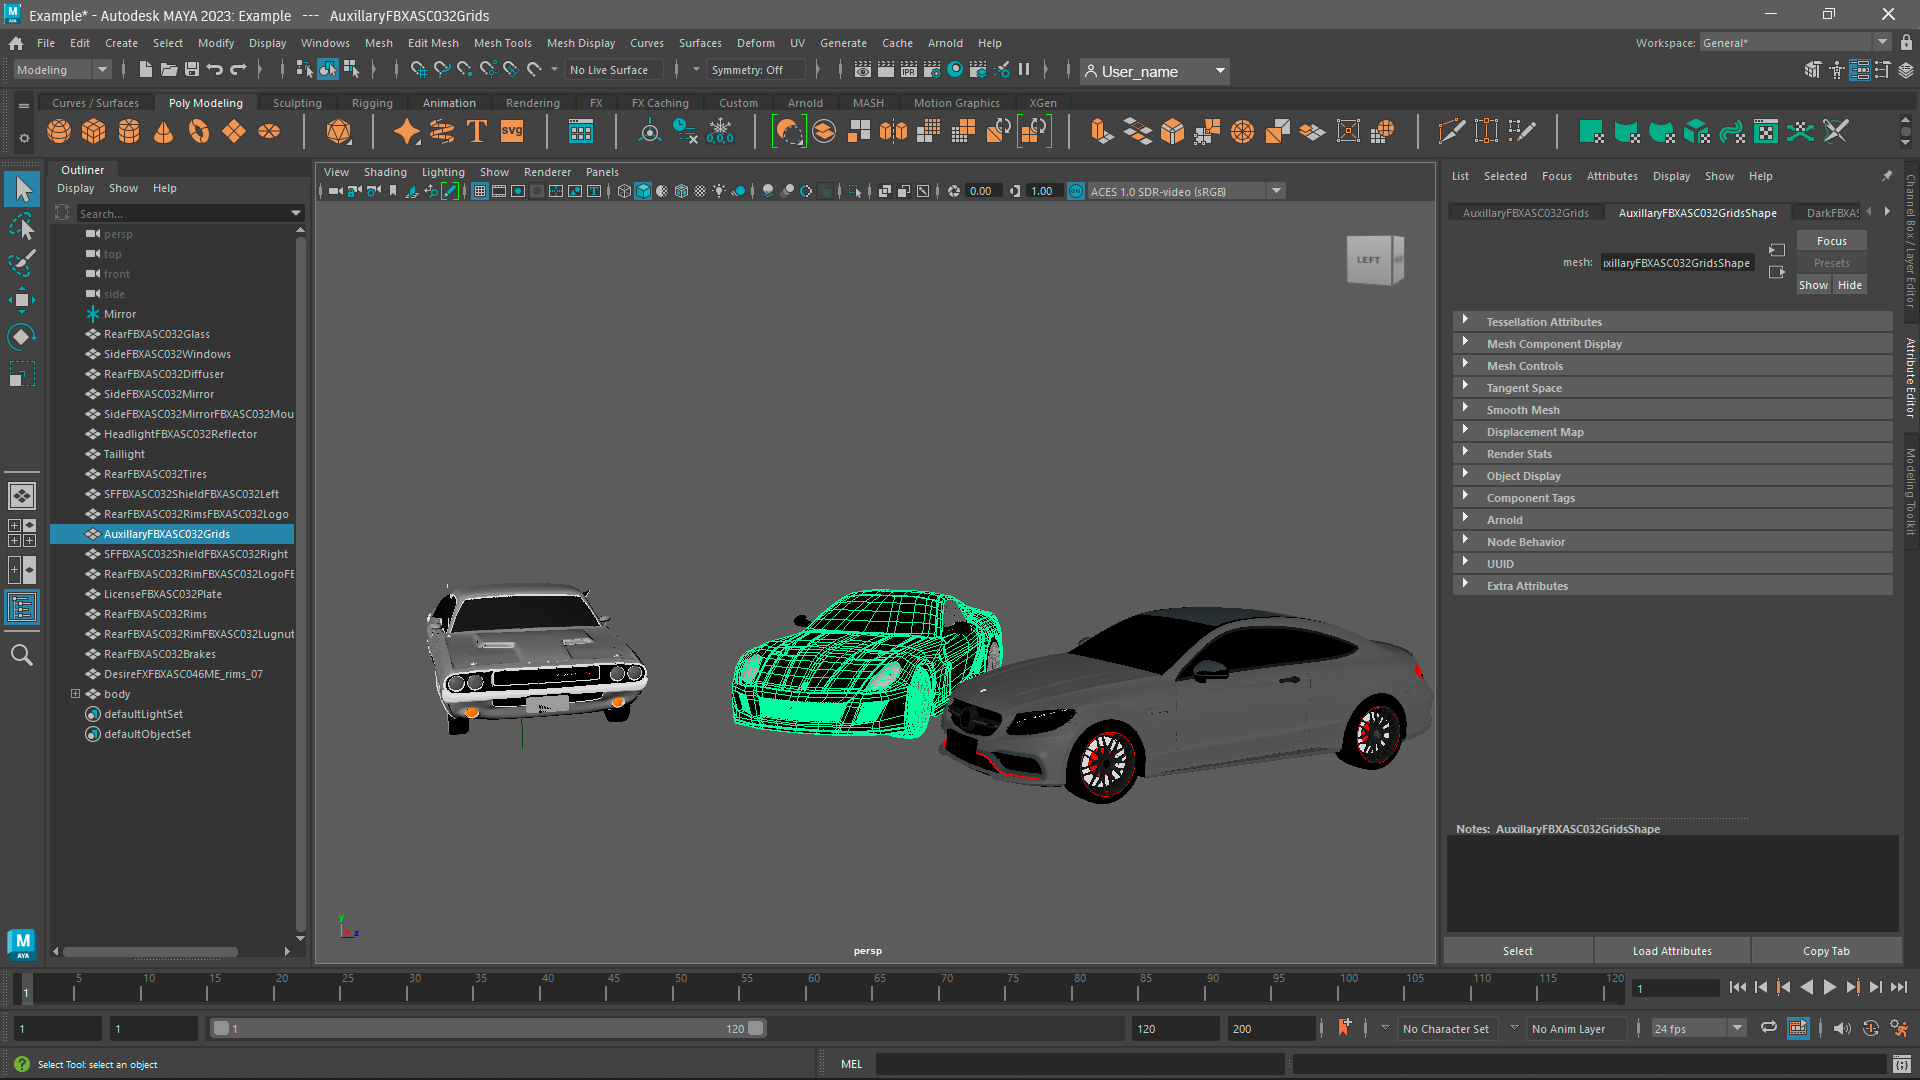 Example* - Autodesk MAYA 2023: Example --- AuxillaryFBXASC032Grids
File Edit Create Select Modify Display Windows Mesh Edit Mesh Mesh Tools Mesh Display Curves Surfaces Deform UV Generate Cache Arnold Help
Workspace: General*
Modeling
No Live Surface
Symmetry: Off
User_name
Curves / Surfaces Poly Modeling Sculpting Rigging Animation Rendering FX FX Caching Custom Arnold MASH Motion Graphics XGen
Outliner
Display Show Help
Search...
persp
top
front
side
Mirror
RearFBXASC032Glass
SideFBXASC032Windows
RearFBXASC032Diffuser
SideFBXASC032Mirror
SideFBXASC032MirrorFBXASC032Mou
HeadlightFBXASC032Reflector
Taillight
RearFBXASC032Tires
SFFBXASC032ShieldFBXASC032Left
RearFBXASC032RimsFBXASC032Logo
AuxillaryFBXASC032Grids
SFFBXASC032ShieldFBXASC032Right
RearFBXASC032RimFBXASC032LogoFE
LicenseFBXASC032Plate
RearFBXASC032Rims
RearFBXASC032RimFBXASC032Lugnut
RearFBXASC032Brakes
DesireFXFBXASC046ME_rims_07
body
defaultLightSet
defaultObjectSet
View Shading Lighting Show Renderer Panels
0.00
1.00
ACES 1.0 SDR-video (sRGB)
LEFT
y
z
persp
List Selected Focus Attributes Display Show Help
AuxillaryFBXASC032Grids AuxillaryFBXASC032GridsShape DarkFBXAS
mesh: ıxillaryFBXASC032GridsShape
Focus
Presets
Show Hide
Tessellation Attributes
Mesh Component Display
Mesh Controls
Tangent Space
Smooth Mesh
Displacement Map
Render Stats
Object Display
Component Tags
Arnold
Node Behavior
UUID
Extra Attributes
Notes: AuxillaryFBXASC032GridsShape
Select
Load Attributes
Copy Tab
Channel Box / Layer Editor
Attribute Editor
Modeling Toolkit
1 5 10 15 20 25 30 35 40 45 50 55 60 65 70 75 80 85 90 95 100 105 110 115 120
1
1
1
1
120
120
200
No Character Set
No Anim Layer
24 fps
Select Tool: select an object
MEL